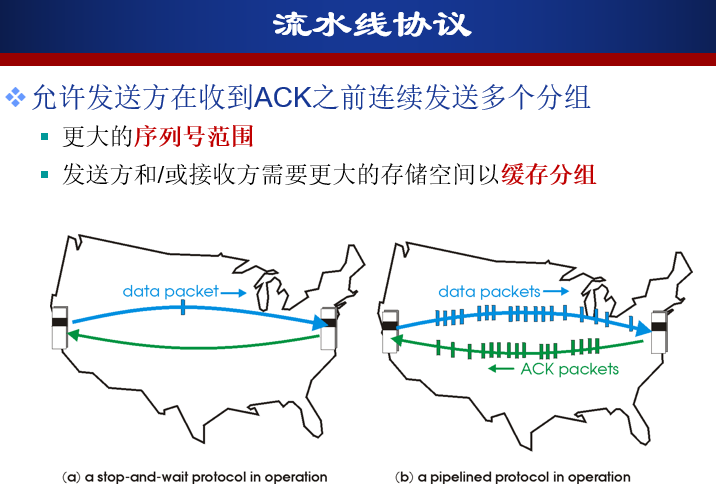 流水线协议
允许发送方在收到ACK之前连续发送多个分组
更大的序列号范围
发送方和/或接收方需要更大的存储空间以缓存分组
data packet
data packets
ACK packets
(a) a stop-and-wait protocol in operation
(b) a pipelined protocol in operation